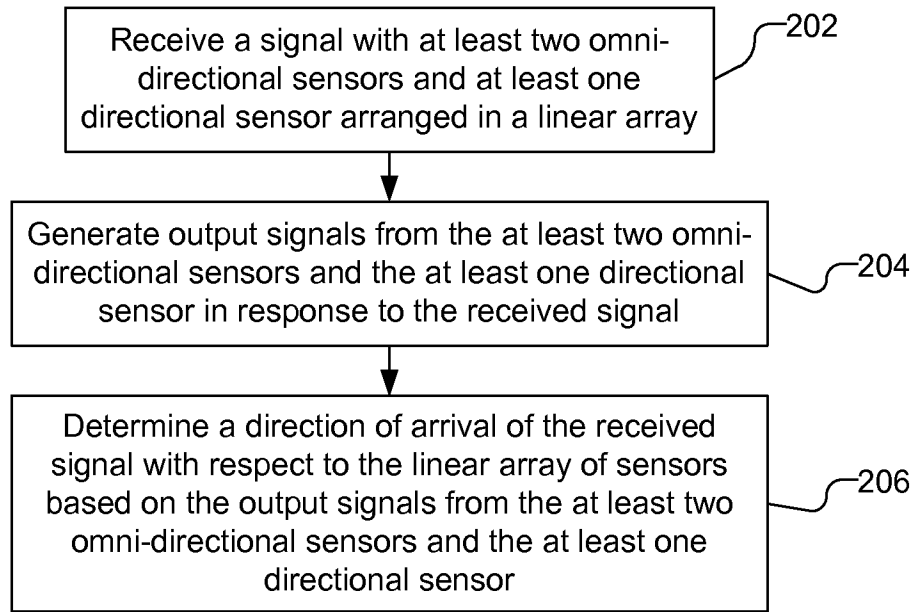 Receive a signal with at least two omni-
directional sensors and at least one
directional sensor arranged in a linear array
202
Generate output signals from the at least two omni-
directional sensors and the at least one directional
sensor in response to the received signal
204
Determine a direction of arrival of the received
signal with respect to the linear array of sensors
based on the output signals from the at least two
omni-directional sensors and the at least one
directional sensor
206